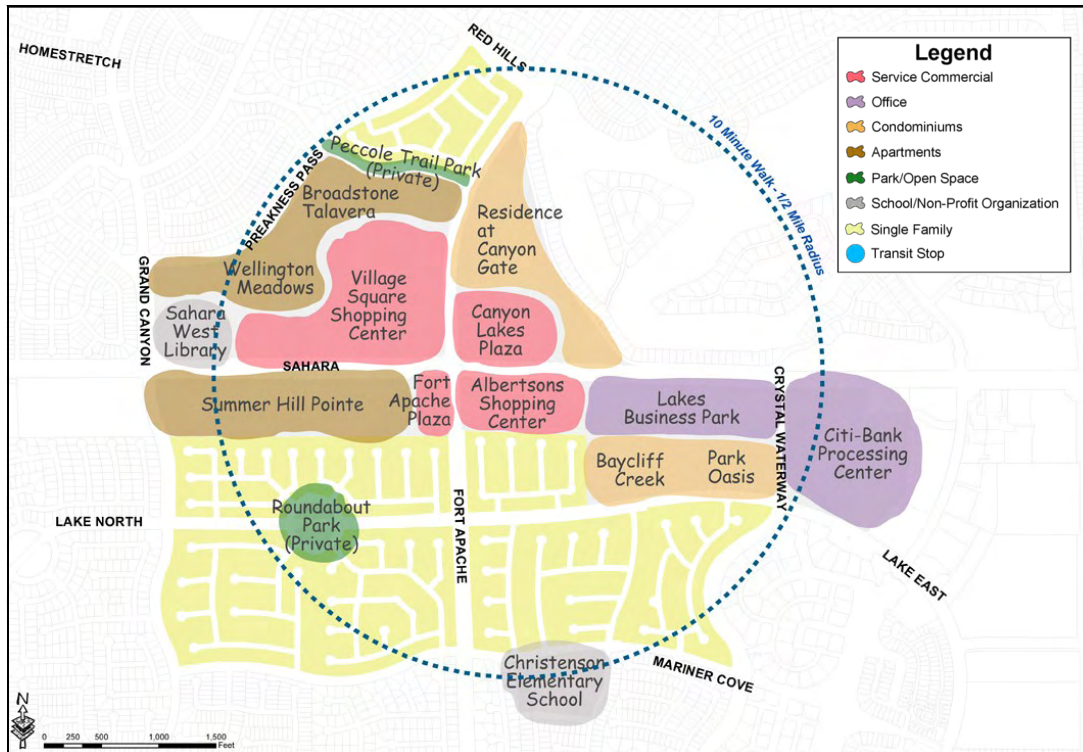 RED HILLS
HOMESTRETCH
Legend
Service Commercial
Office
Condominiums
Apartments
Park/Open Space
School/Non-Profit Organization
Single Family
Transit Stop
10 Minute Walk - 1/2 Mile Radius
PREAKNESS PASS
Peccole Trail Park
(Private)
Broadstone
Talavera
Residence
at
Canyon
Gate
GRAND CANYON
Wellington
Meadows
Village
Square
Shopping
Center
Sahara
West
Library
Canyon
Lakes
Plaza
SAHARA
Summer Hill Pointe
Fort
Apache
Plaza
Albertsons
Shopping
Center
Lakes
Business Park
CRYSTAL WATERWAY
Citi-Bank
Processing
Center
Baycliff
Creek
Park
Oasis
FORT APACHE
LAKE NORTH
Roundabout
Park
(Private)
LAKE EAST
MARINER COVE
Christenson
Elementary
School
N
0 250 500 1,000 1,500
Feet